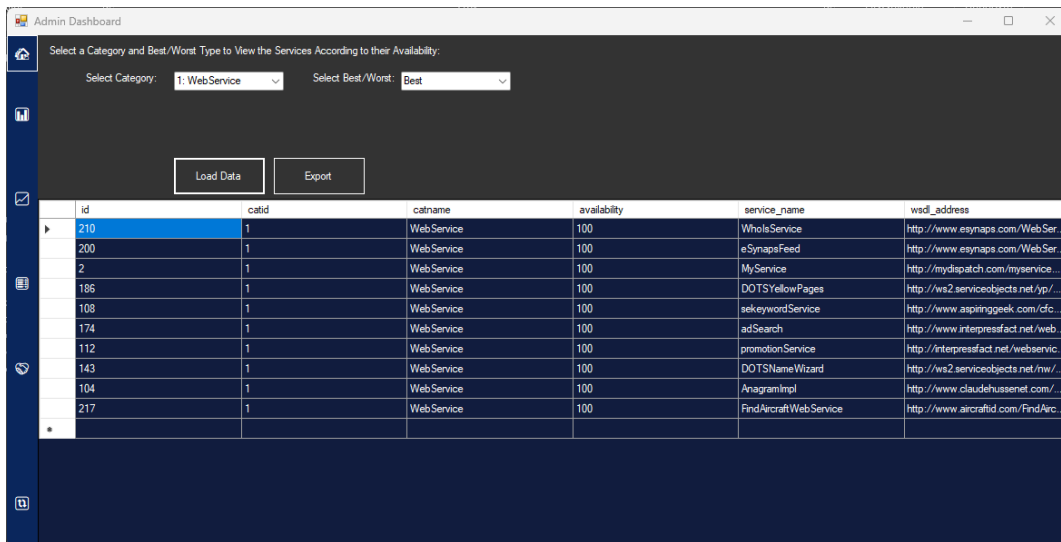 Admin Dashboard
Select a Category and Best/Worst Type to View the Services According to their Availability:
Select Category: 1: WebService Select Best/Worst: Best
Load Data Export
id catid catname availability service_name wsdl_address
210 1 WebService 100 WhoIsService http://www.esynaps.com/WebSer...
200 1 WebService 100 eSynapsFeed http://www.esynaps.com/WebSer...
2 1 WebService 100 MyService http://mydispatch.com/myservice...
186 1 WebService 100 DOTSYellowPages http://ws2.serviceobjects.net/yp/...
108 1 WebService 100 sekeywordService http://www.aspiringgeek.com/cfc...
174 1 WebService 100 adSearch http://www.interpressfact.net/web...
112 1 WebService 100 promotionService http://interpressfact.net/webservic...
143 1 WebService 100 DOTSNameWizard http://ws2.serviceobjects.net/nw/...
104 1 WebService 100 AnagramImpl http://www.claudehussenet.com/...
217 1 WebService 100 FindAircraftWebService http://www.aircraftid.com/FindAirc...